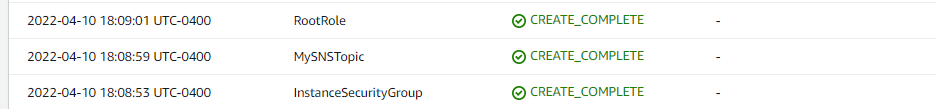 2022-04-10 18:09:01 UTC-0400 RootRole CREATE_COMPLETE -
2022-04-10 18:08:59 UTC-0400 MySNSTopic CREATE_COMPLETE -
2022-04-10 18:08:53 UTC-0400 InstanceSecurityGroup CREATE_COMPLETE -